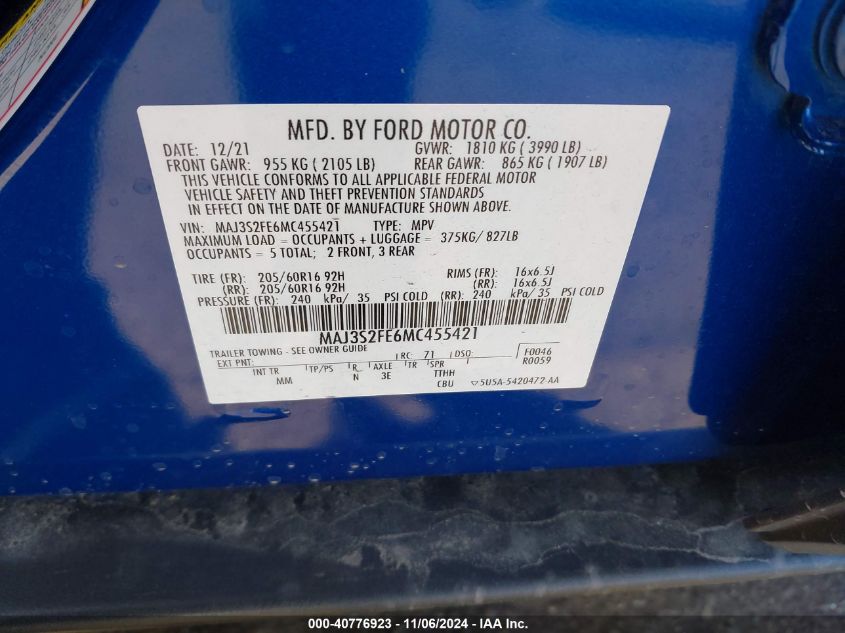 MFD. BY FORD MOTOR CO.
DATE: 12/21 GVWR: 1810 KG ( 3990 LB)
FRONT GAWR: 955 KG ( 2105 LB) REAR GAWR: 865 KG ( 1907 LB)
THIS VEHICLE CONFORMS TO ALL APPLICABLE FEDERAL MOTOR
VEHICLE SAFETY AND THEFT PREVENTION STANDARDS
IN EFFECT ON THE DATE OF MANUFACTURE SHOWN ABOVE.
VIN: MAJ3S2FE6MC455421 TYPE: MPV
MAXIMUM LOAD = OCCUPANTS + LUGGAGE = 375KG/ 827LB
OCCUPANTS = 5 TOTAL; 2 FRONT, 3 REAR
TIRE (FR): 205/60R16 92H RIMS (FR): 16x6.5J
(RR): 205/60R16 92H (RR): 16x6.5J
PRESSURE (FR): 240 kPa/ 35 PSI COLD (RR): 240 kPa/ 35 PSI COLD
MAJ3S2FE6MC455421
TRAILER TOWING - SEE OWNER GUIDE
EXT PNT: RC: 71 DSO: F0046
R0059
INT TR TP/PS R AXLE TR SPR
MM N 3E TTHH
CBU 5U5A-5420472-AA
000-40776923 - 11/06/2024 - IAA Inc.